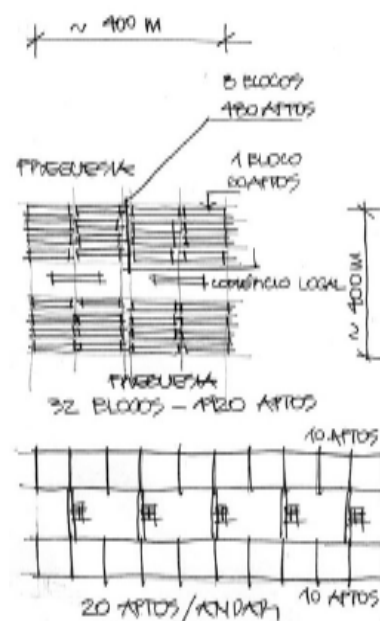 ~ 400 M
8 BLOCOS
480 APTOS
FREGUESIA
1 BLOCO
60 APTOS
COMÉRCIO LOCAL
~ 400 M
FREGUESIA
32 BLOCOS - 1920 APTOS
10 APTOS
20 APTOS/ANDAR
10 APTOS